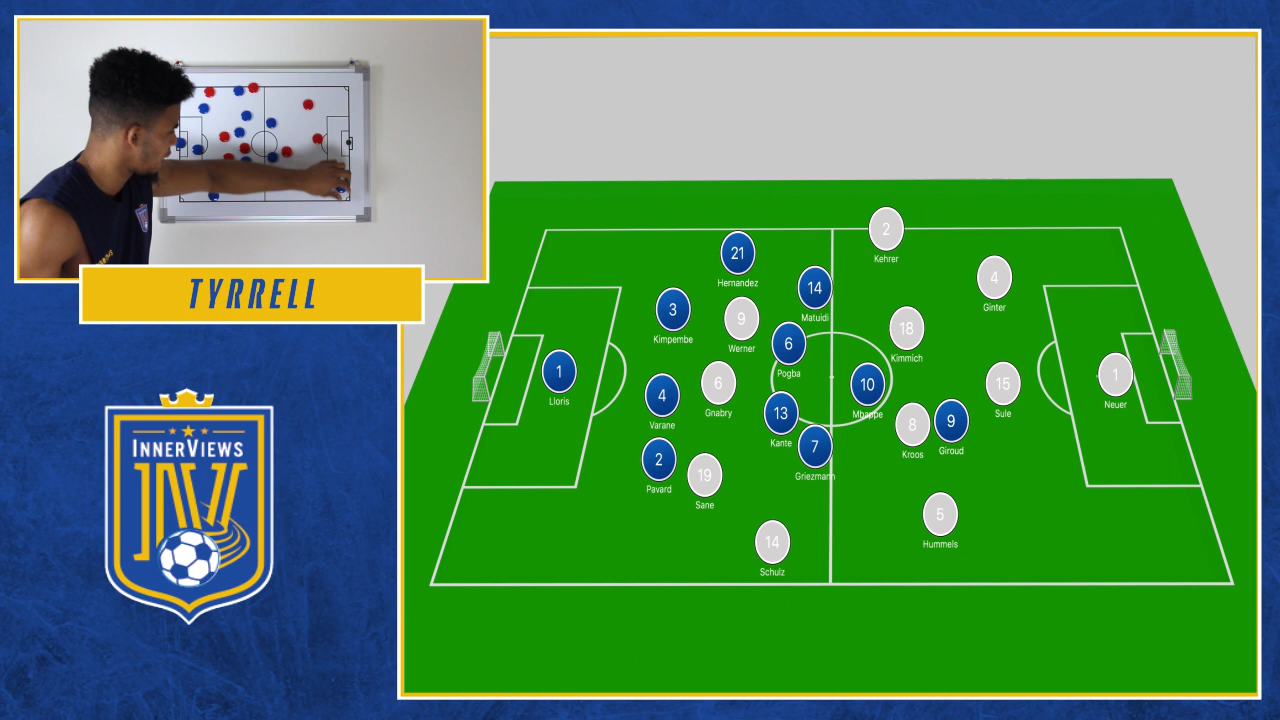 TYRRELL
INNERVIEWS
IV
2
Kehrer
21
Hernandez
4
Ginter
14
Matuidi
3
Kimpembe
9
Werner
18
Kimmich
6
Pogba
1
Lloris
1
Neuer
6
Gnabry
10
Mbappe
15
Sule
4
Varane
13
Kante
8
Kroos
9
Giroud
7
Griezmann
2
Pavard
19
Sane
5
Hummels
14
Schulz